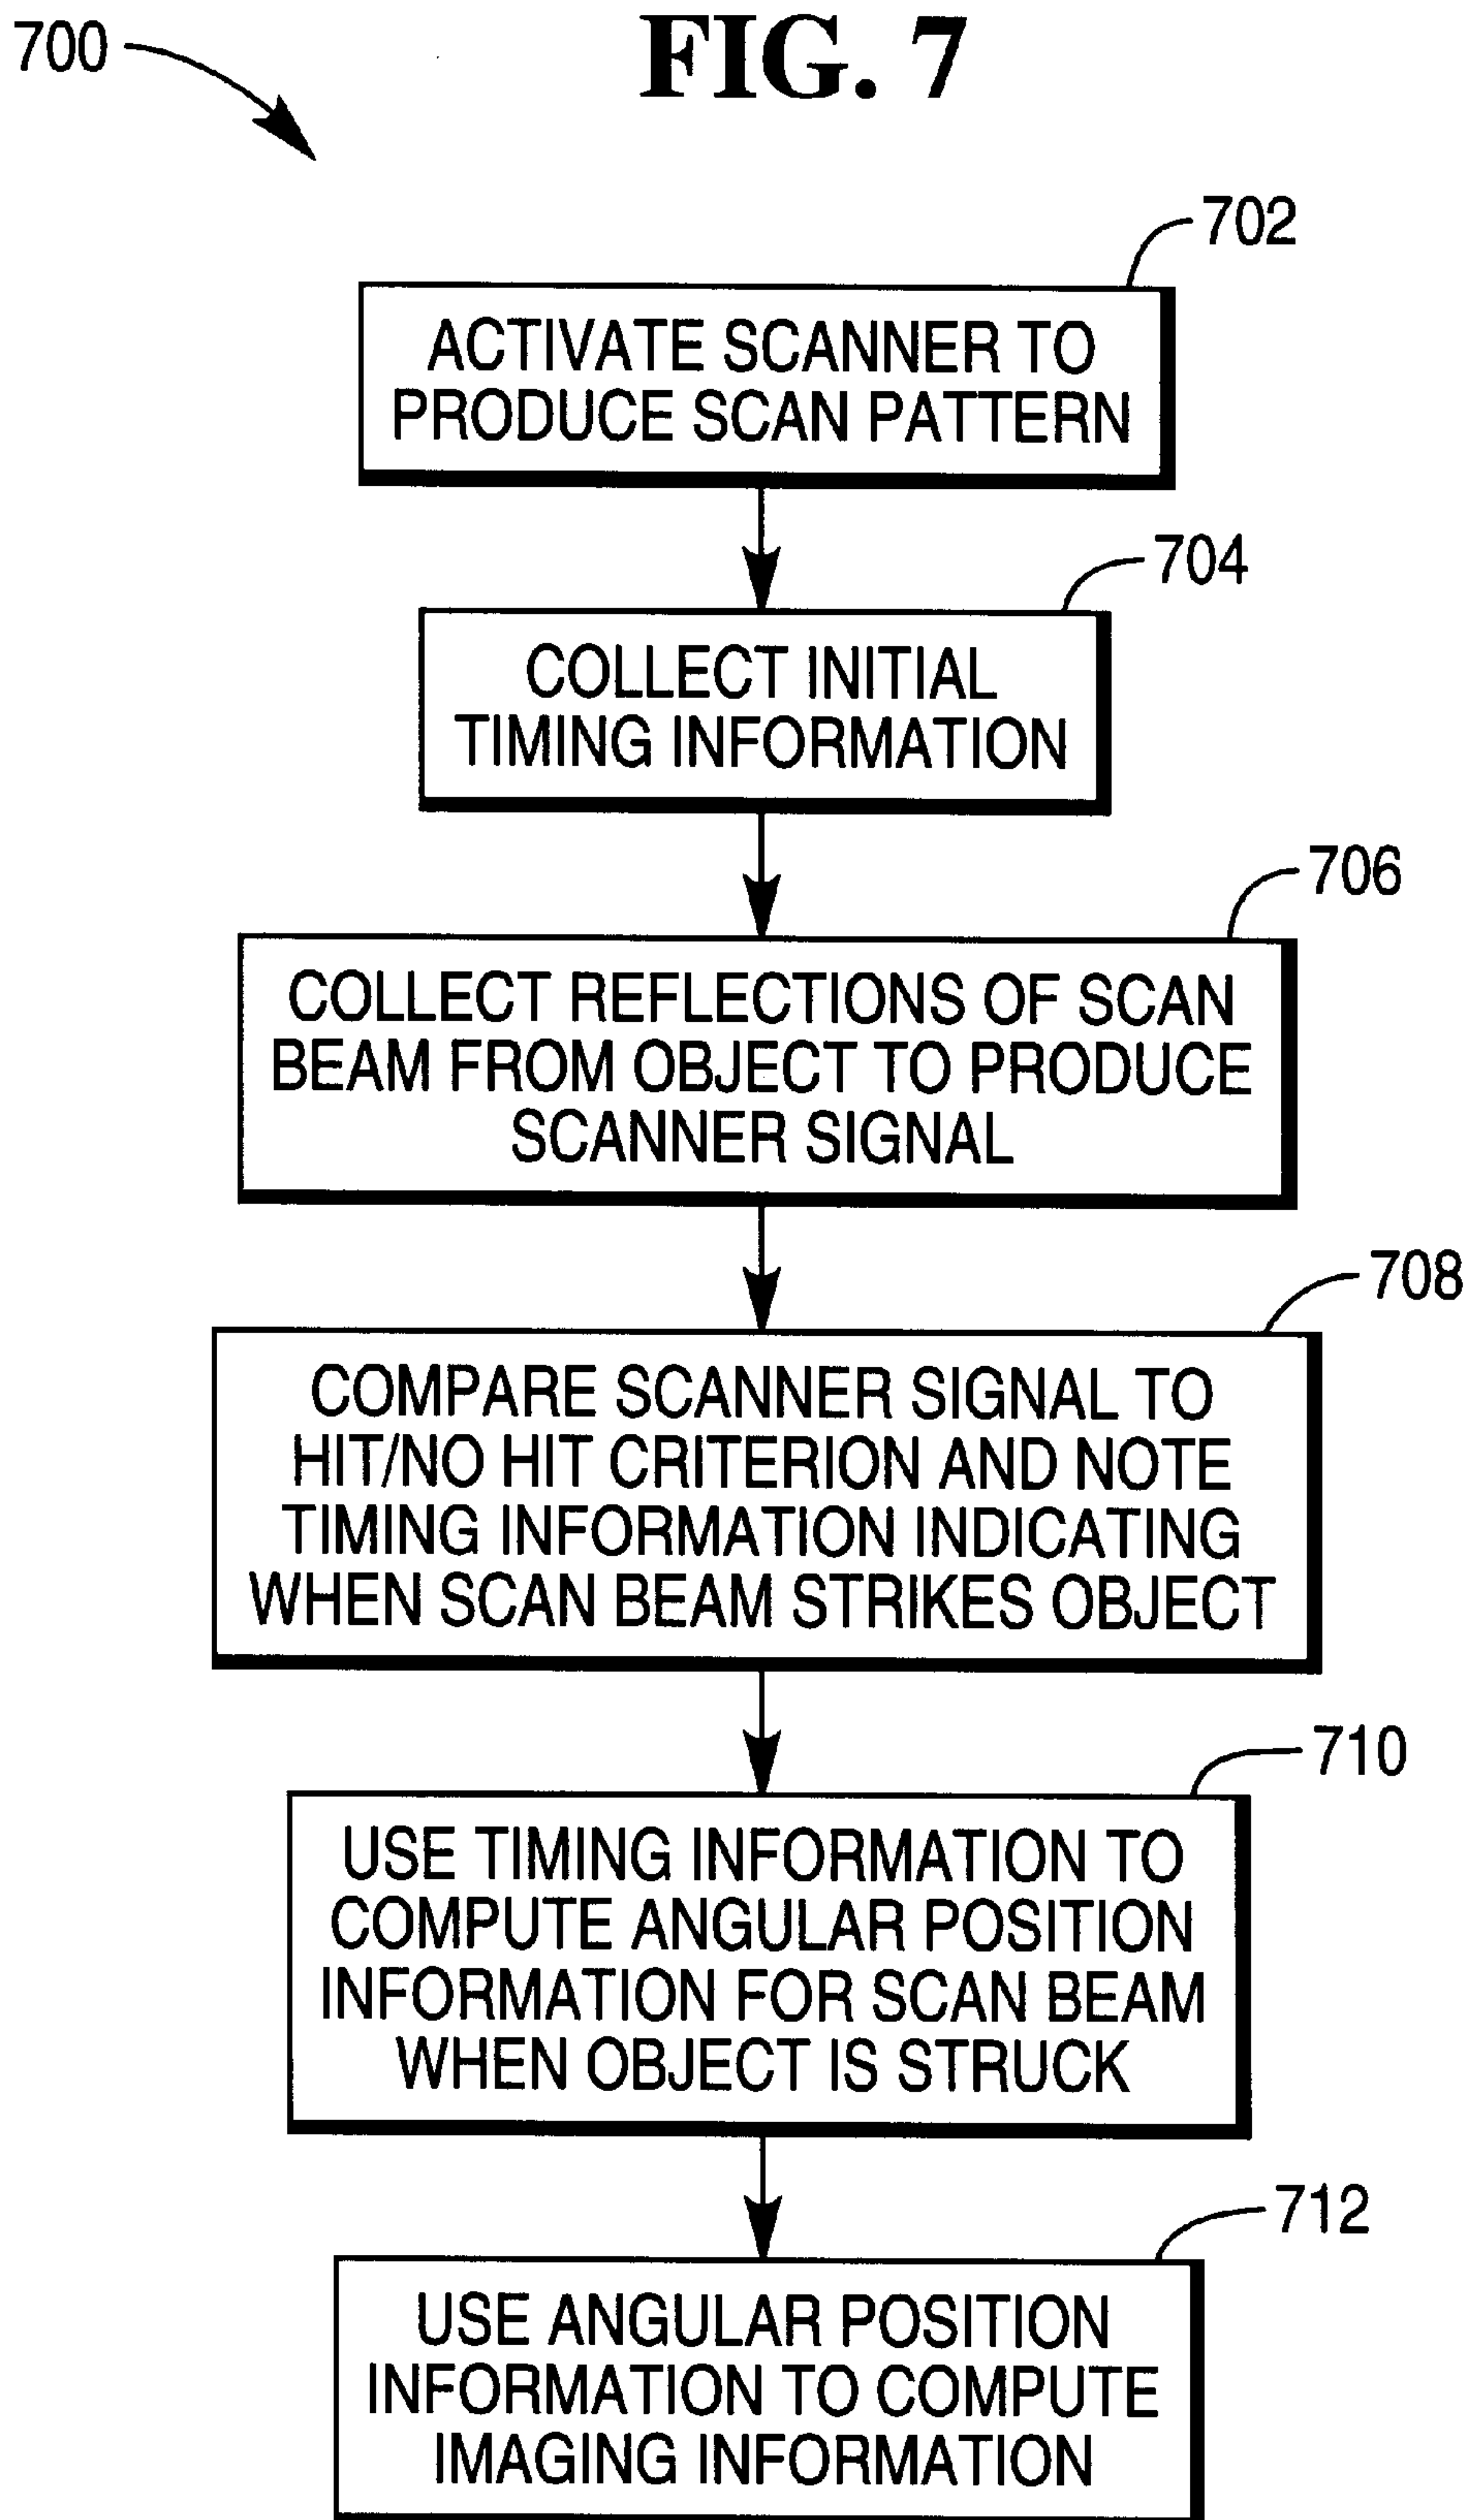 700
FIG. 7
702
ACTIVATE SCANNER TO
PRODUCE SCAN PATTERN
704
COLLECT INITIAL
TIMING INFORMATION
706
COLLECT REFLECTIONS OF SCAN
BEAM FROM OBJECT TO PRODUCE
SCANNER SIGNAL
708
COMPARE SCANNER SIGNAL TO
HIT/NO HIT CRITERION AND NOTE
TIMING INFORMATION INDICATING
WHEN SCAN BEAM STRIKES OBJECT
710
USE TIMING INFORMATION TO
COMPUTE ANGULAR POSITION
INFORMATION FOR SCAN BEAM
WHEN OBJECT IS STRUCK
712
USE ANGULAR POSITION
INFORMATION TO COMPUTE
IMAGING INFORMATION